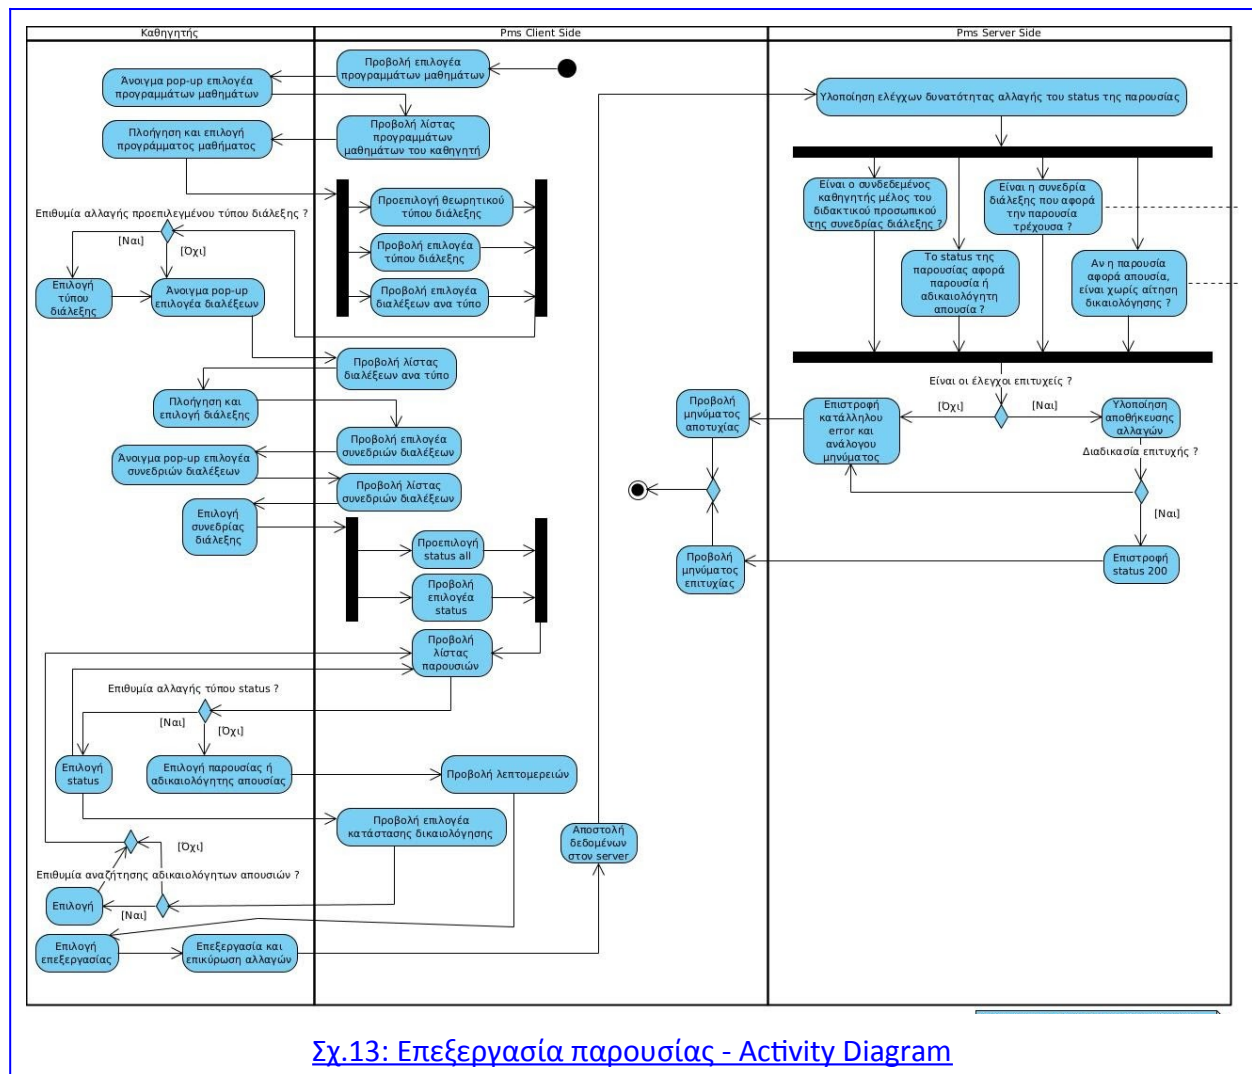 Καθηγητής
Pms Client Side
Pms Server Side
Προβολή επιλογέα
προγραμμάτων μαθημάτων
Άνοιγμα pop-up επιλογέα
προγραμμάτων μαθημάτων
Προβολή λίστας
προγραμμάτων
μαθημάτων του καθηγητή
Πλοήγηση και επιλογή
προγράμματος μαθήματος
Προεπιλογή θεωρητικού
τύπου διάλεξης
Προβολή επιλογέα
τύπου διάλεξης
Προβολή επιλογέα
διαλέξεων ανα τύπο
Επιθυμία αλλαγής προεπιλεγμένου τύπου διάλεξης ?
[Ναι]
[Όχι]
Επιλογή
τύπου
διάλεξης
Άνοιγμα pop-up
επιλογέα διαλέξεων
Προβολή λίστας
διαλέξεων ανα τύπο
Πλοήγηση και
επιλογή διάλεξης
Προβολή επιλογέα
συνεδριών διαλέξεων
Άνοιγμα pop-up επιλογέα
συνεδριών διαλέξεων
Προβολή λίστας
συνεδριών διαλέξεων
Επιλογή
συνεδρίας
διάλεξης
Προεπιλογή
status all
Προβολή
επιλογέα
status
Προβολή
λίστας
παρουσιών
Επιθυμία αλλαγής τύπου status ?
[Ναι]
[Όχι]
Επιλογή
status
Επιλογή παρουσίας ή
αδικαιολόγητης απουσίας
Προβολή λεπτομερειών
Προβολή επιλογέα
κατάστασης δικαιολόγησης
[Όχι]
Επιθυμία αναζήτησης αδικαιολόγητων απουσιών ?
Επιλογή
[Ναι]
Επιλογή
επεξεργασίας
Επεξεργασία και
επικύρωση αλλαγών
Αποστολή
δεδομένων
στον server
Υλοποίηση ελέγχων δυνατότητας αλλαγής του status της παρουσίας
Είναι ο συνδεδεμένος
καθηγητής μέλος του
διδακτικού προσωπικού
της συνεδρίας διάλεξης ?
Το status της
παρουσίας αφορά
παρουσία ή
αδικαιολόγητη
απουσία ?
Είναι η συνεδρία
διάλεξης που αφορά
την παρουσία
τρέχουσα ?
Αν η παρουσία
αφορά απουσία,
είναι χωρίς αίτηση
δικαιολόγησης ?
Είναι οι έλεγχοι επιτυχείς ?
[Όχι]
[Ναι]
Επιστροφή
κατάλληλου
error και
ανάλογου
μηνύματος
Υλοποίηση
αποθήκευσης
αλλαγών
Διαδικασία επιτυχής ?
[Ναι]
Επιστροφή
status 200
Προβολή
μηνύματος
αποτυχίας
Προβολή
μηνύματος
επιτυχίας
Σχ.13: Επεξεργασία παρουσίας - Activity Diagram